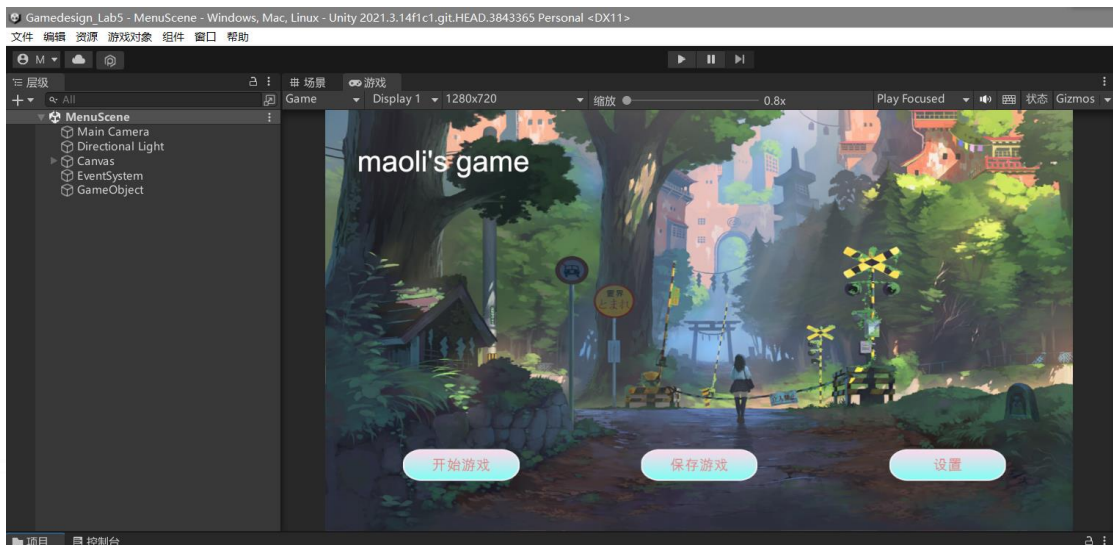 Gamedesign_Lab5 - MenuScene - Windows, Mac, Linux - Unity 2021.3.14f1c1.git.HEAD.3843365 Personal <DX11>
文件 编辑 资源 游戏对象 组件 窗口 帮助
M
层级
场景 游戏
All
Game Display 1 1280x720 缩放 0.8x Play Focused 状态 Gizmos
MenuScene
Main Camera
Directional Light
Canvas
EventSystem
GameObject
maoli's game
开始游戏 保存游戏 设置
项目 控制台